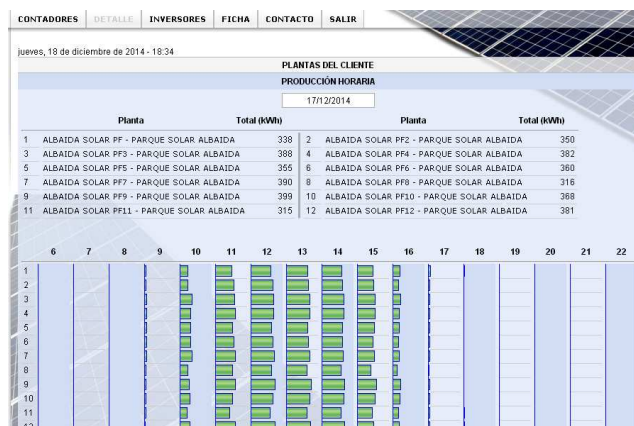 CONTADORES DETALLE INVERSORES FICHA CONTACTO SALIR
jueves, 18 de diciembre de 2014 - 18:34
PLANTAS DEL CLIENTE
PRODUCCIÓN HORARIA
17/12/2014
Planta Total (kWh) Planta Total (kWh)
1 ALBAIDA SOLAR PF - PARQUE SOLAR ALBAIDA 338 2 ALBAIDA SOLAR PF2 - PARQUE SOLAR ALBAIDA 350
3 ALBAIDA SOLAR PF3 - PARQUE SOLAR ALBAIDA 388 4 ALBAIDA SOLAR PF4 - PARQUE SOLAR ALBAIDA 382
5 ALBAIDA SOLAR PF5 - PARQUE SOLAR ALBAIDA 355 6 ALBAIDA SOLAR PF6 - PARQUE SOLAR ALBAIDA 360
7 ALBAIDA SOLAR PF7 - PARQUE SOLAR ALBAIDA 390 8 ALBAIDA SOLAR PF8 - PARQUE SOLAR ALBAIDA 316
9 ALBAIDA SOLAR PF9 - PARQUE SOLAR ALBAIDA 399 10 ALBAIDA SOLAR PF10 - PARQUE SOLAR ALBAIDA 368
11 ALBAIDA SOLAR PF11 - PARQUE SOLAR ALBAIDA 315 12 ALBAIDA SOLAR PF12 - PARQUE SOLAR ALBAIDA 381
6 7 8 9 10 11 12 13 14 15 16 17 18 19 20 21 22
1
2
3
4
5
6
7
8
9
10
11
12